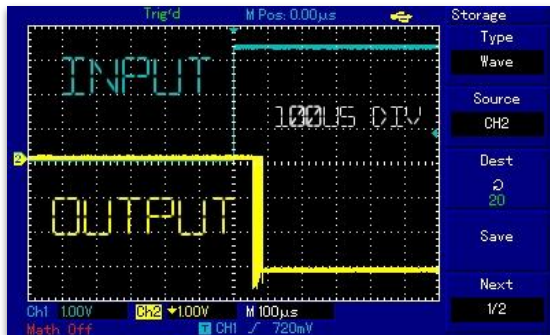 Trig'd M Pos: 0.00μs Storage
Type
Wave
INPUT
Source
100US DIV
CH2
2
Dest
20
OUTPUT
Save
Next
Ch1 1.00V Ch2 1.00V M 100μs
1/2
Math Off T CH1 720mV